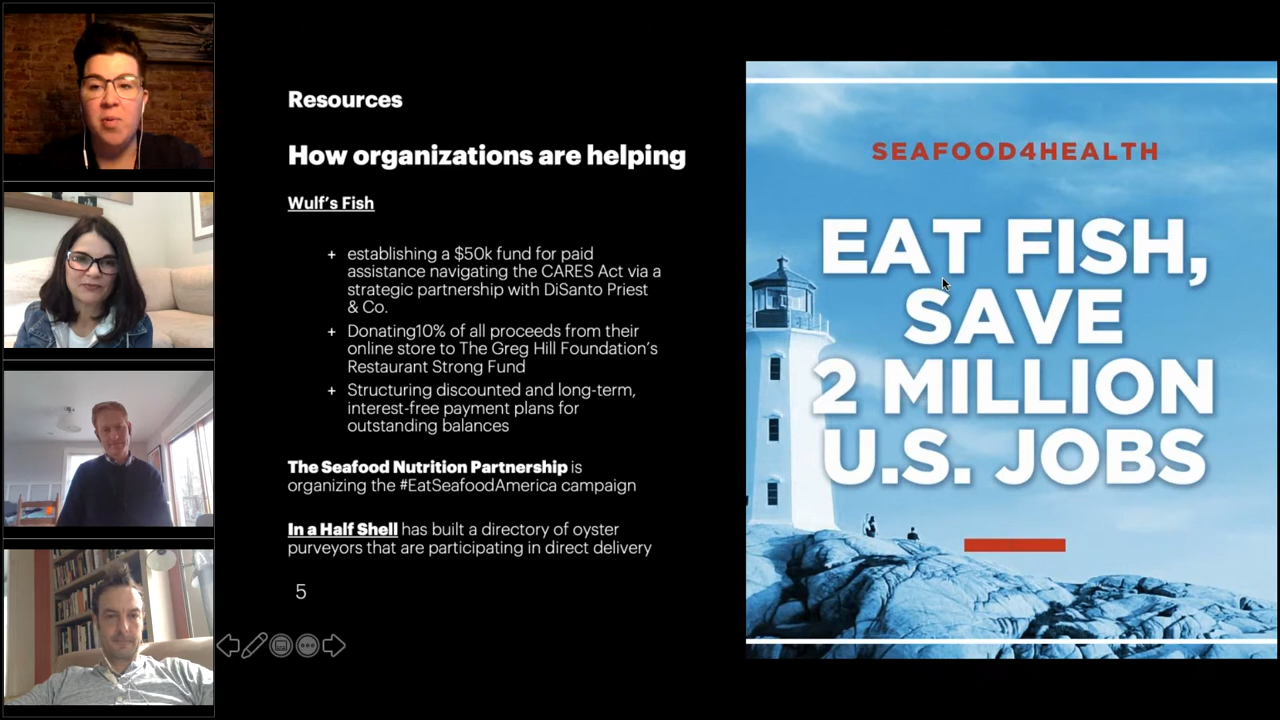 Resources
How organizations are helping
Wulf's Fish
+ establishing a $50k fund for paid
assistance navigating the CARES Act via a
strategic partnership with DiSanto Priest
& Co.
+ Donating10% of all proceeds from their
online store to The Greg Hill Foundation's
Restaurant Strong Fund
+ Structuring discounted and long-term,
interest-free payment plans for
outstanding balances
The Seafood Nutrition Partnership is
organizing the #EatSeafoodAmerica campaign
In a Half Shell has built a directory of oyster
purveyors that are participating in direct delivery
5
SEAFOOD4HEALTH
EAT FISH,
SAVE
2 MILLION
U.S. JOBS